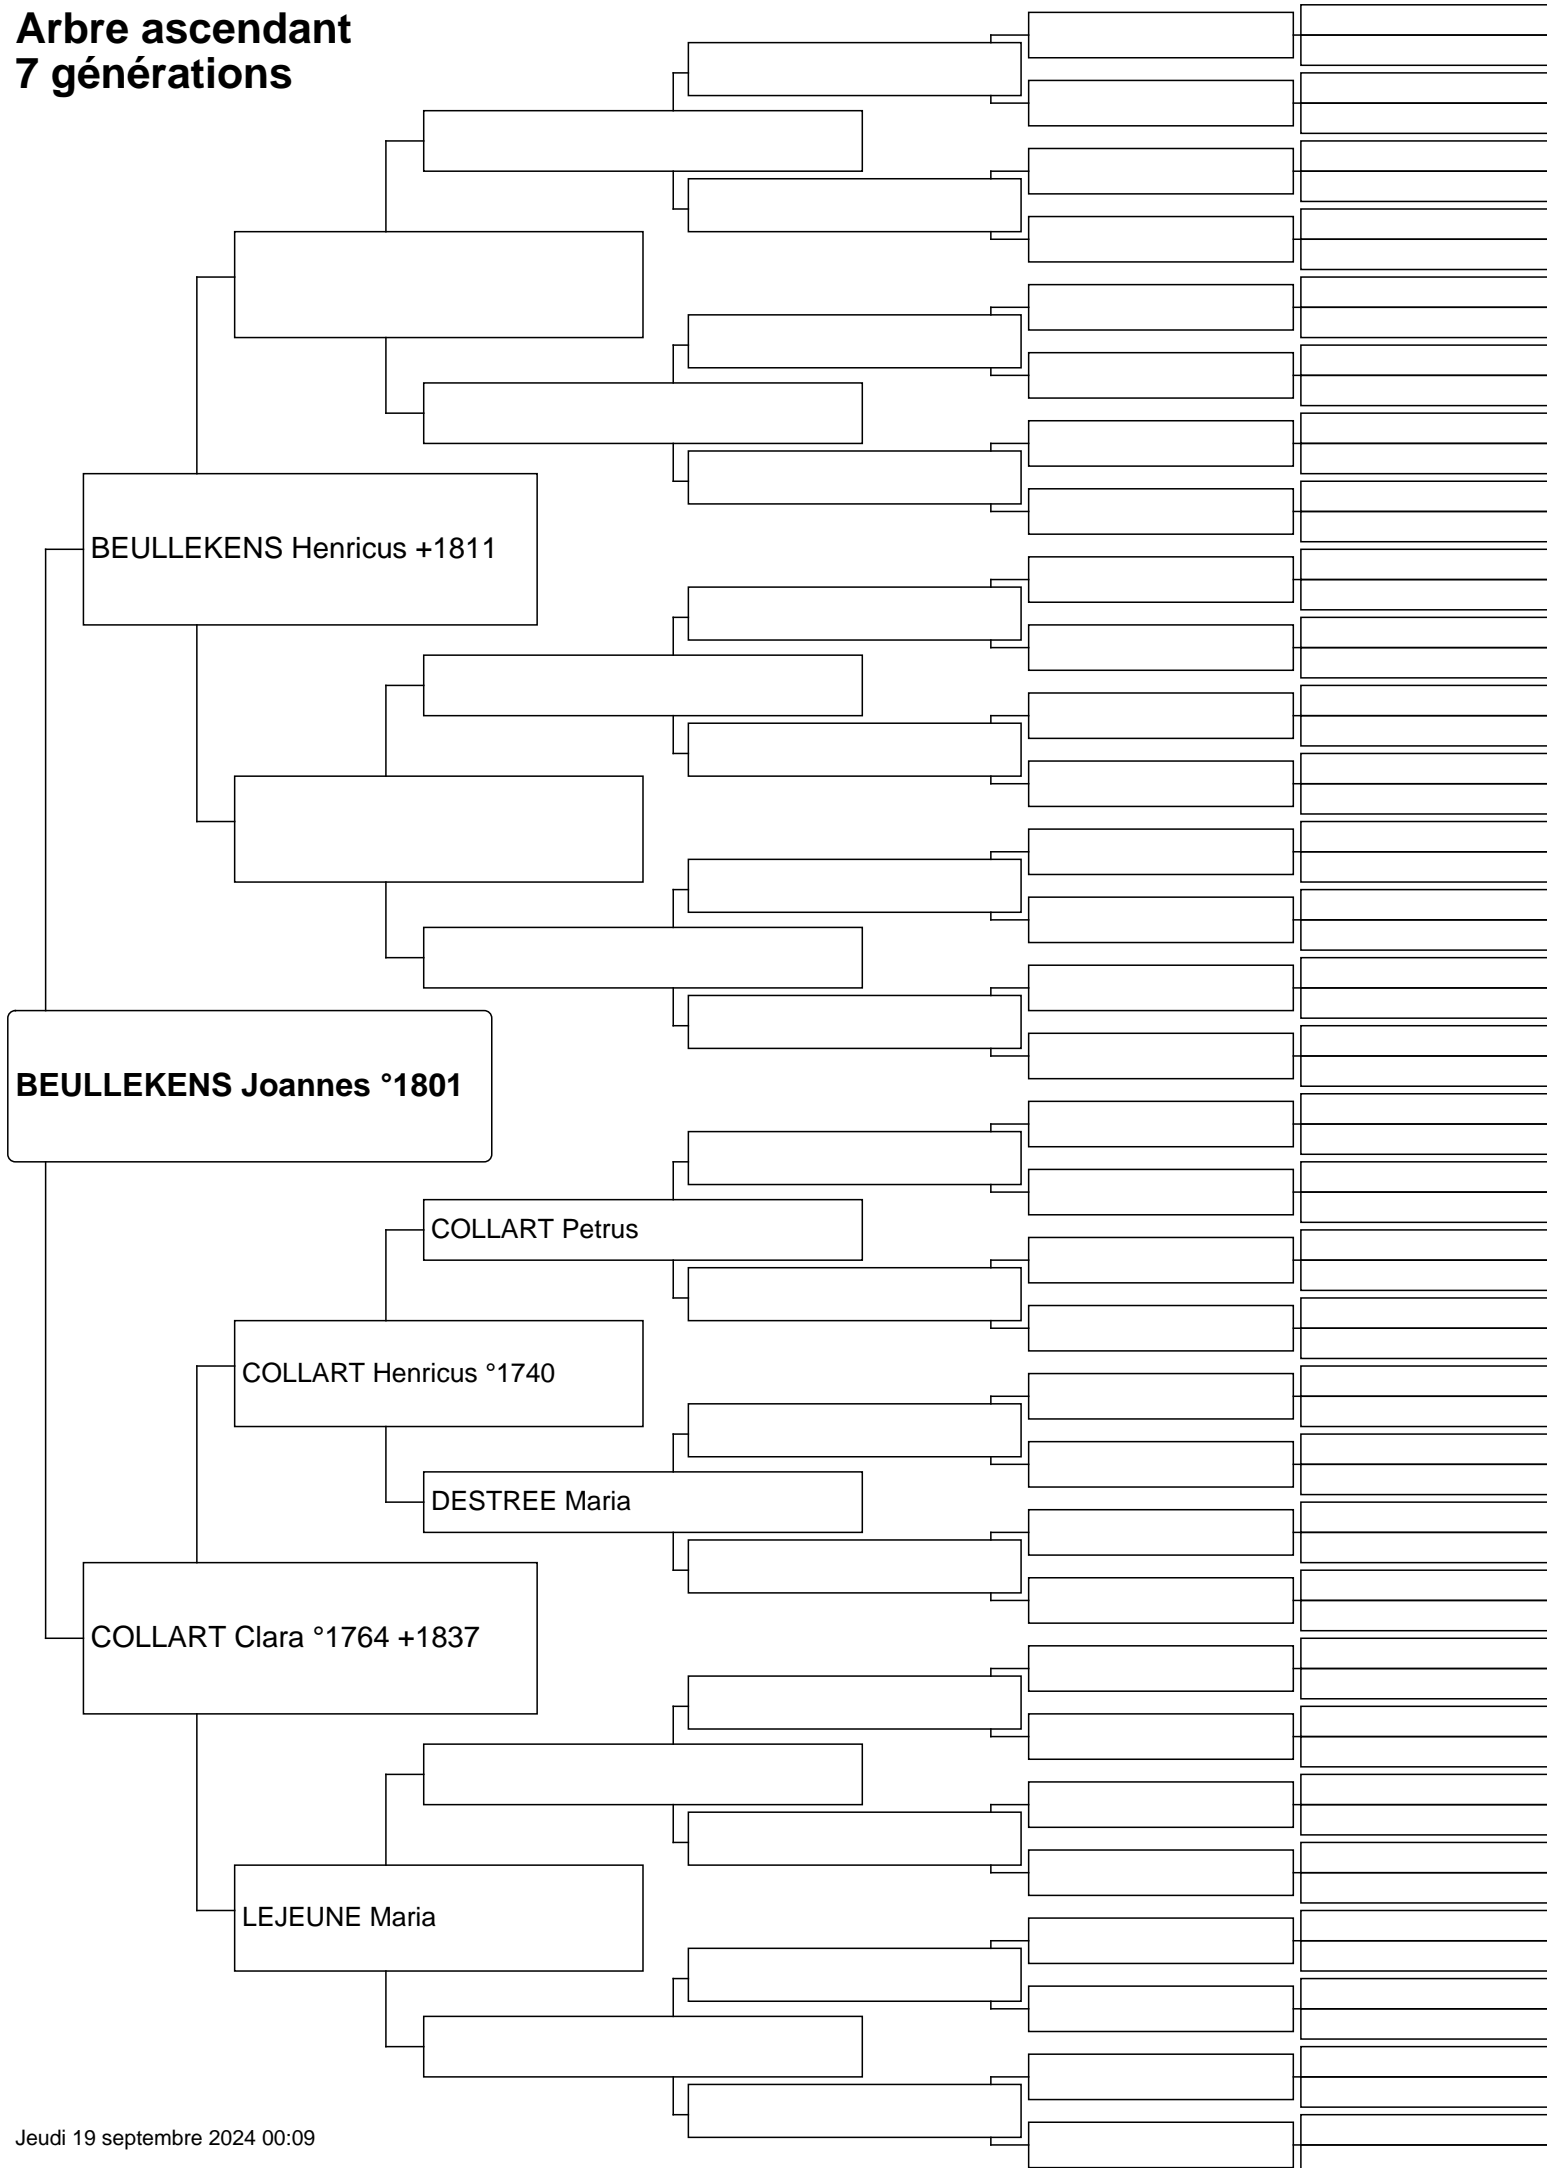 Arbre ascendant
7 générations
BEULLEKENS Henricus +1811
BEULLEKENS Joannes °1801
COLLART Petrus
COLLART Henricus °1740
DESTREE Maria
COLLART Clara °1764 +1837
LEJEUNE Maria
Jeudi 19 septembre 2024 00:09